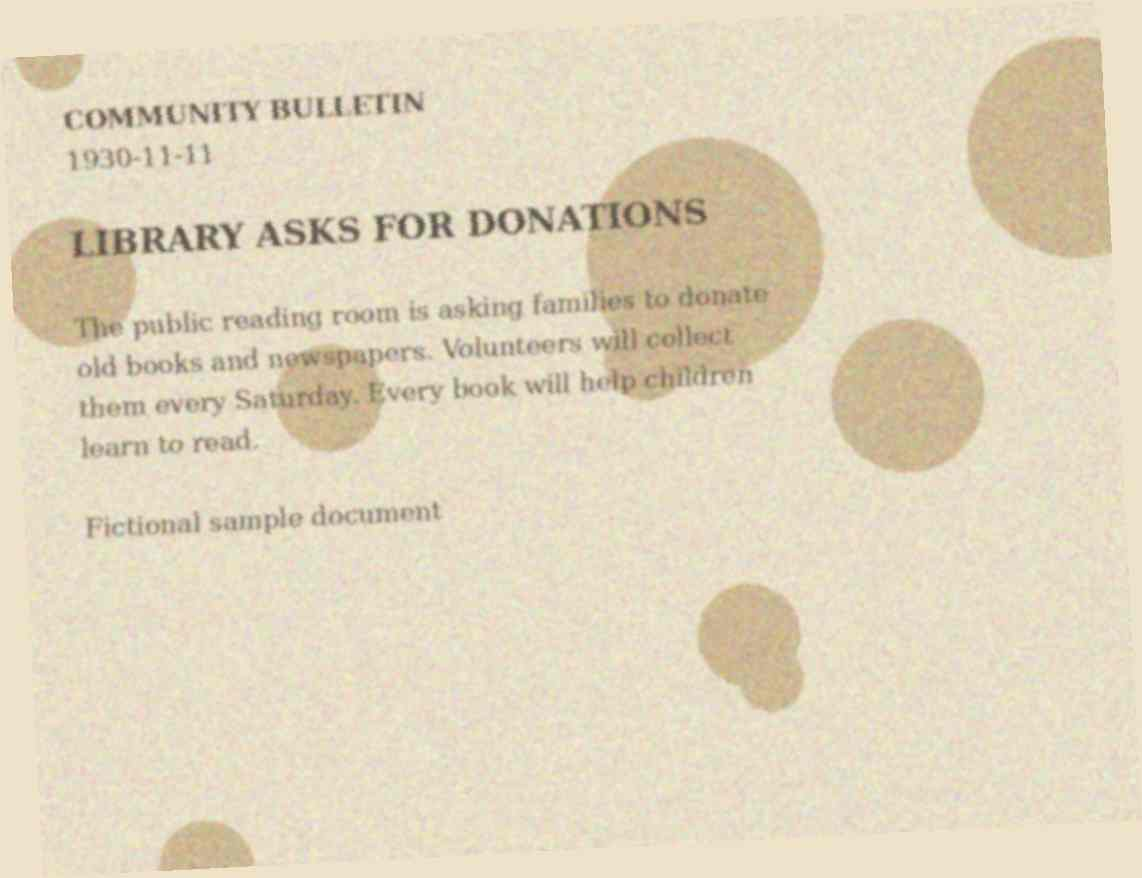 COMMUNITY BULLETIN
1930-11-11
LIBRARY ASKS FOR DONATIONS
The public reading room is asking families to donate
old books and newspapers. Volunteers will collect
them every Saturday. Every book will help children
learn to read.
Fictional sample document